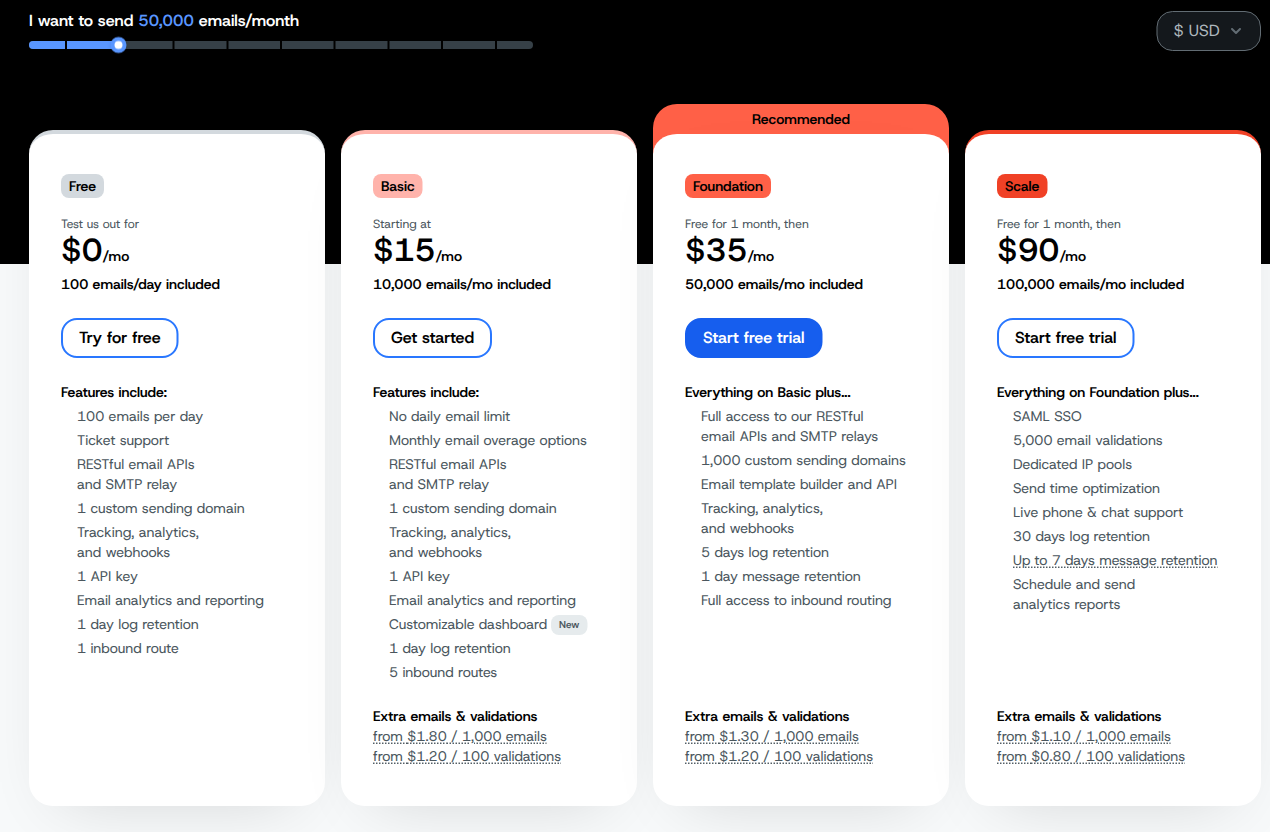 I want to send 50,000 emails/month
$ USD
Free
Test us out for
$0/mo
100 emails/day included
Try for free
Features include:
100 emails per day
Ticket support
RESTful email APIs
and SMTP relay
1 custom sending domain
Tracking, analytics,
and webhooks
1 API key
Email analytics and reporting
1 day log retention
1 inbound route
Basic
Starting at
$15/mo
10,000 emails/mo included
Get started
Features include:
No daily email limit
Monthly email overage options
RESTful email APIs
and SMTP relay
1 custom sending domain
Tracking, analytics,
and webhooks
1 API key
Email analytics and reporting
Customizable dashboard New
1 day log retention
5 inbound routes
Extra emails & validations
from $1.80 / 1,000 emails
from $1.20 / 100 validations
Recommended
Foundation
Free for 1 month, then
$35/mo
50,000 emails/mo included
Start free trial
Everything on Basic plus...
Full access to our RESTful
email APIs and SMTP relays
1,000 custom sending domains
Email template builder and API
Tracking, analytics,
and webhooks
5 days log retention
1 day message retention
Full access to inbound routing
Extra emails & validations
from $1.30 / 1,000 emails
from $1.20 / 100 validations
Scale
Free for 1 month, then
$90/mo
100,000 emails/mo included
Start free trial
Everything on Foundation plus...
SAML SSO
5,000 email validations
Dedicated IP pools
Send time optimization
Live phone & chat support
30 days log retention
Up to 7 days message retention
Schedule and send
analytics reports
Extra emails & validations
from $1.10 / 1,000 emails
from $0.80 / 100 validations